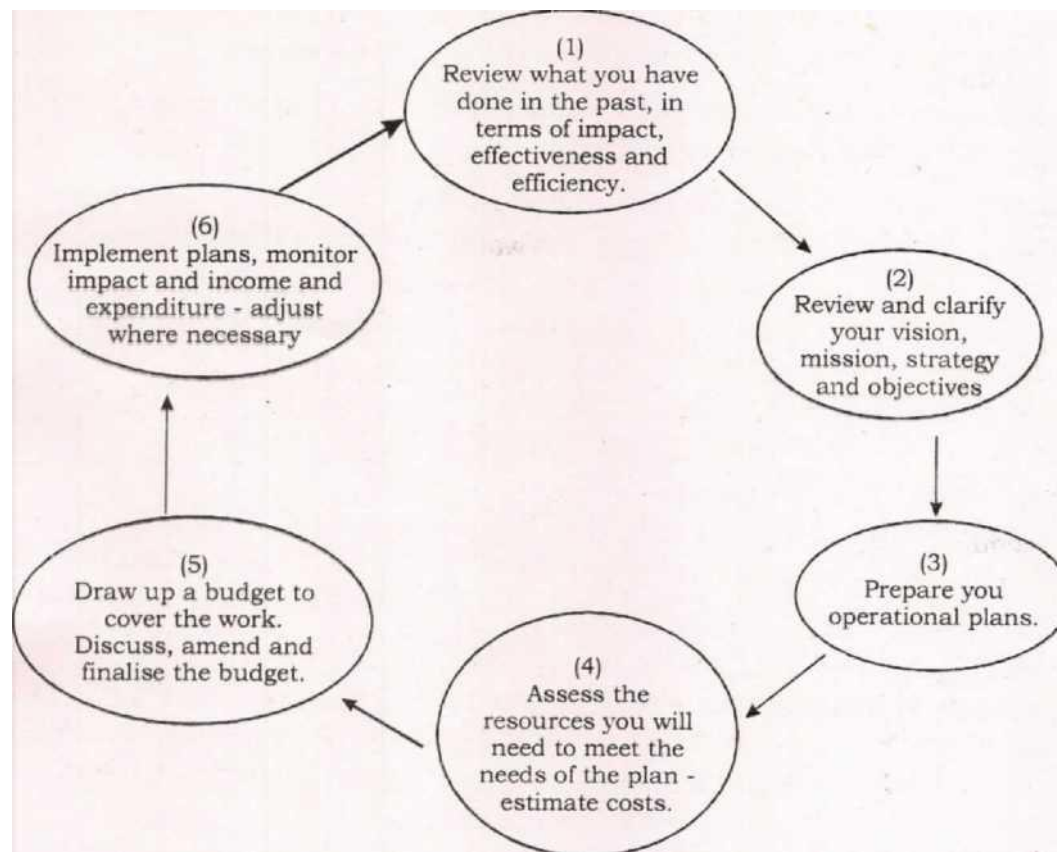 (1)
Review what you have
done in the past, in
terms of impact,
effectiveness and
efficiency.
(2)
Review and clarify
your vision,
mission, strategy
and objectives
(3)
Prepare you
operational plans.
(4)
Assess the
resources you will
need to meet the
needs of the plan -
estimate costs.
(5)
Draw up a budget to
cover the work.
Discuss, amend and
finalise the budget.
(6)
Implement plans, monitor
impact and income and
expenditure - adjust
where necessary